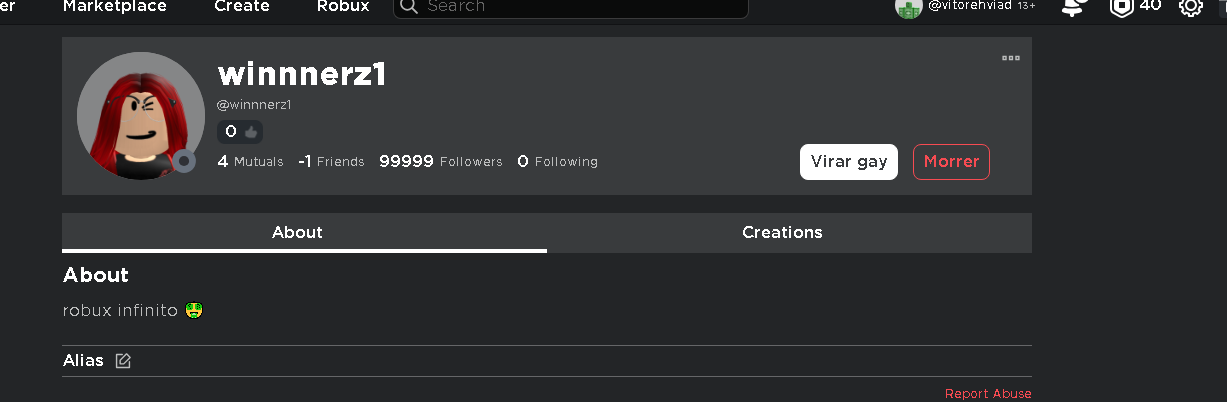 er Marketplace Create Robux Search @vitorehviad 13+ 40
winnnerz1
@winnnerz1
0
4 Mutuals -1 Friends 99999 Followers 0 Following
Virar gay Morrer
About Creations
About
robux infinito 🤑
Alias
Report Abuse